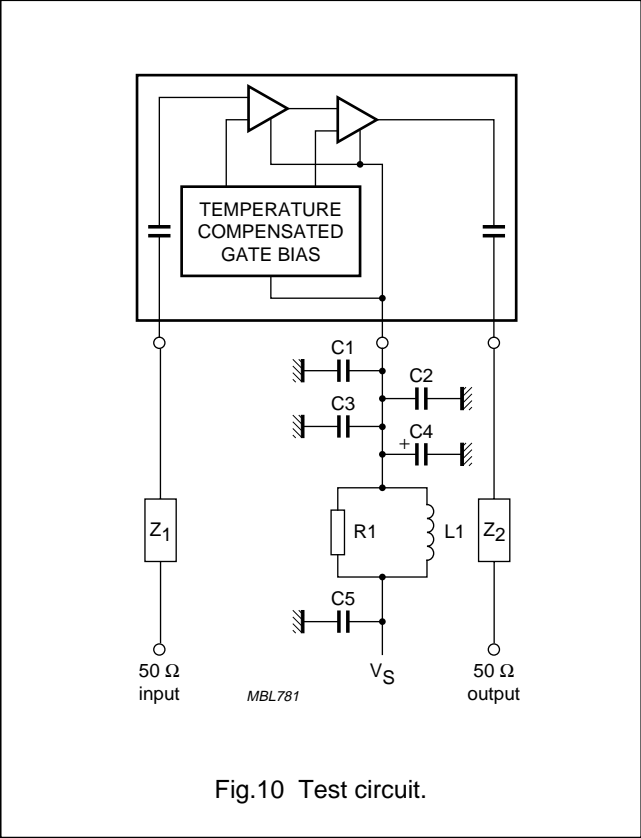 TEMPERATURE
COMPENSATED
GATE BIAS
C1
C2
C3
+
C4
Z1
R1
L1
Z2
C5
VS
50 Ω
input
MBL781
50 Ω
output
Fig.10 Test circuit.